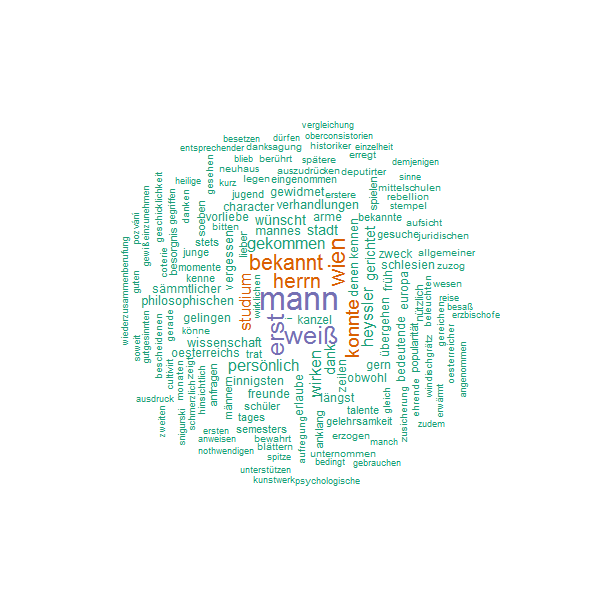 vergleichung
besetzen
dürfen
oberconsistorien
entsprechender
danksagung
historiker
einzelheit
blieb
berührt
spätere
erregt
demjenigen
neuhaus
auszudrücken
deputirter
heilige
kurz
legen
eingenommen
sinne
gesehen
jugend
gewidmet
erstere
spielen
mittelschulen
rebellion
geschicklichkeit
gegriffen
danken
soeben
character
verhandlungen
stempel
vorliebe
wünscht
arme
bekannte
aufsicht
bitten
mannes
stadt
gesuche
juridischen
pozváni
gewiß
einzunehmen
besorgnis
stets
lieber
gekommen
denen
kennen
zweck
allgemeiner
coterie
junge
vergessen
bekannt
wien
gerichtet
schlesien
zuzog
wiederzusammenberufung
guten
momente
kenne
herrn
früh
europa
wesen
sämmtlicher
studium
wirklichen
mann
heyssler
reise
philosophischen
nützlich
besaß
gutgesinnten
gelingen
erst
kanzel
konnte
übergehen
popularität
beleuchten
gereichen
erzbischofe
bescheidenen
gerade
könne
weiß
bedeutende
soweit
wissenschaft
dank
windischgrätz
oesterreicher
oesterreichs
trat
persönlich
wirken
zeilen
gern
angenommen
cultivirt
zeigt
anfragen
innigsten
obwohl
erwärmt
ausdruck
monaten
hinsichtlich
männern
freunde
erlaube
längst
gleich
ehrende
snigurski
schmerzlich
schüler
talente
zusicherung
zweiten
tages
anklang
gelehrsamkeit
zudem
ersten
semesters
erzogen
anweisen
bewahrt
aufregung
manch
nothwendigen
blättern
unternommen
spitze
bedingt
gebrauchen
unterstützen
kunstwerk
psychologische